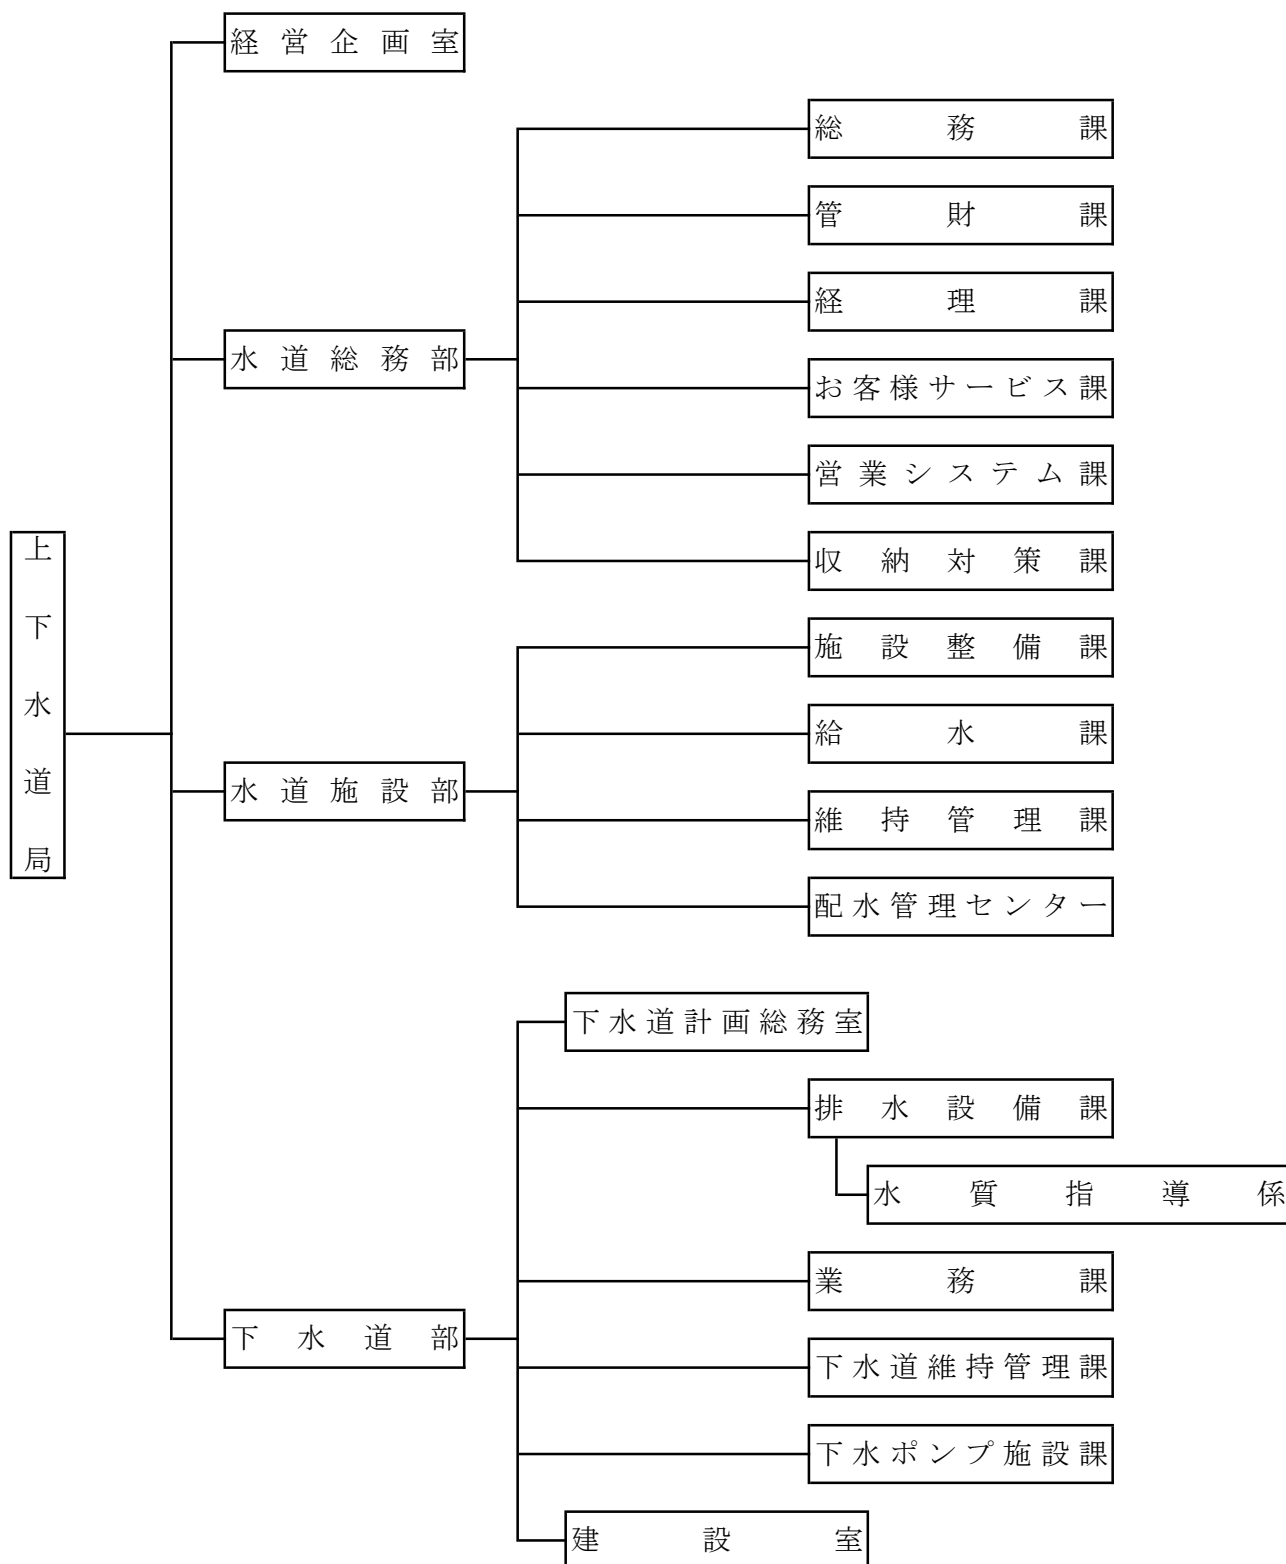 経営企画室
総務課
管財課
経理課
水道総務部
お客様サービス課
営業システム課
収納対策課
上下水道局
施設整備課
給水課
水道施設部
維持管理課
配水管理センター
下水道計画総務室
排水設備課
水質指導係
業務課
下水道部
下水道維持管理課
下水ポンプ施設課
建設室